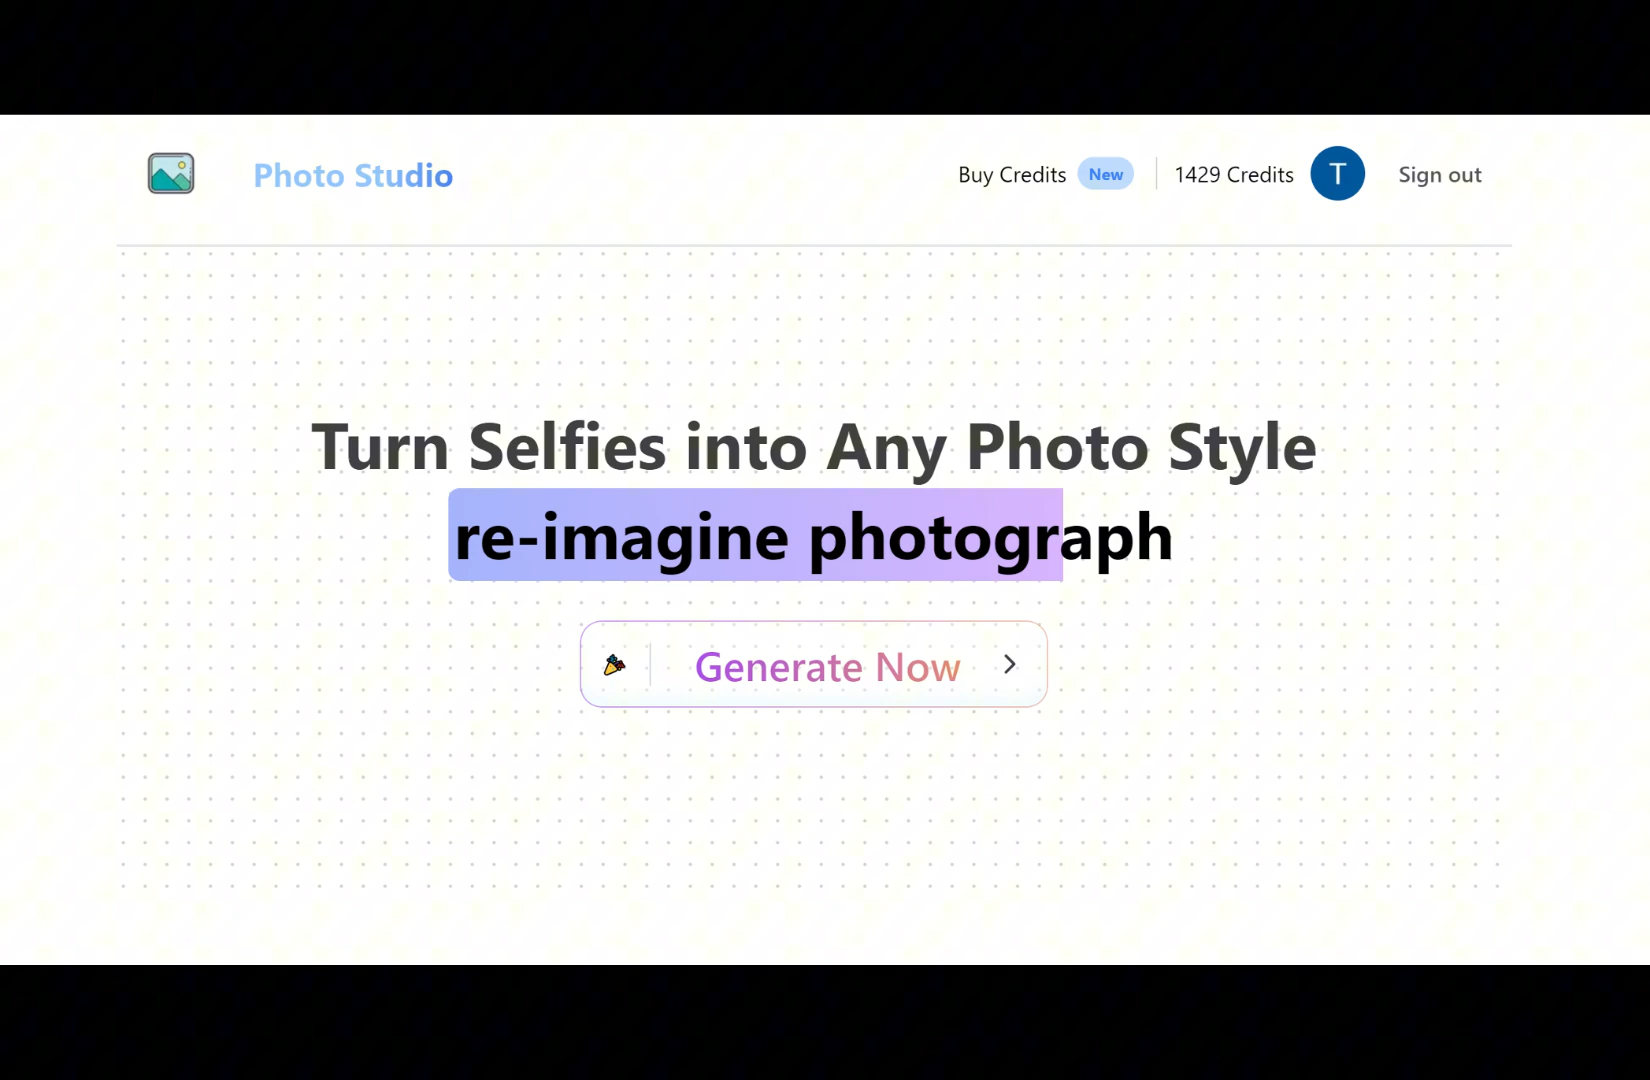 Photo Studio
Buy Credits New 1429 Credits T Sign out
Turn Selfies into Any Photo Style
re-imagine photograph
Generate Now